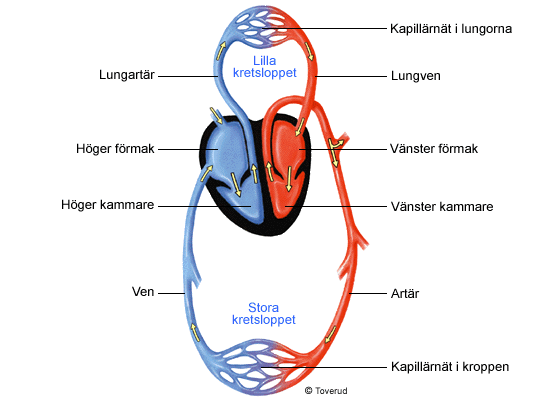 Kapillärnät i lungorna
Lilla
kretsloppet
Lungartär
Lungven
Höger förmak
Vänster förmak
Höger kammare
Vänster kammare
Ven
Artär
Stora
kretsloppet
Kapillärnät i kroppen
© Toverud